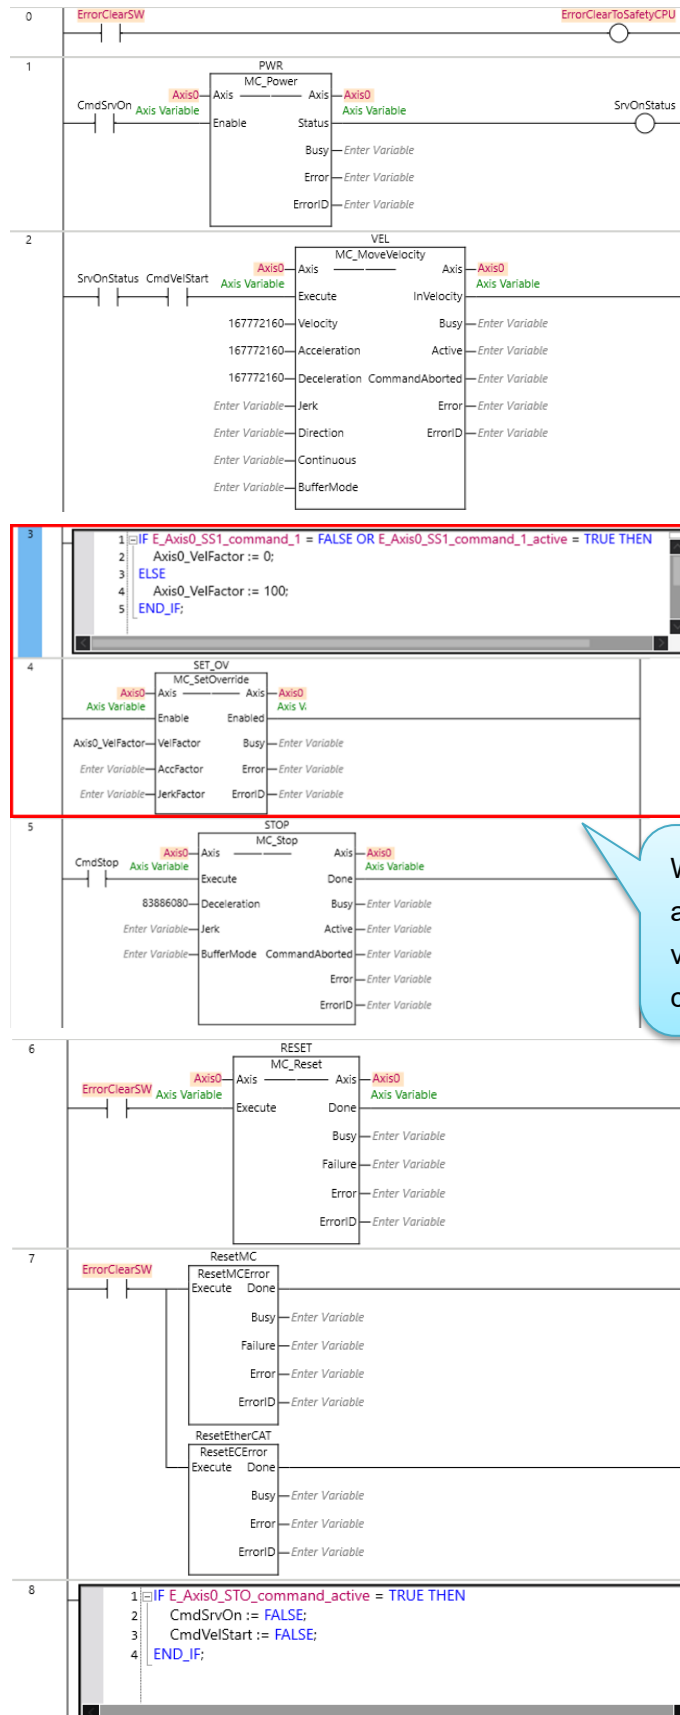 0
ErrorClearSW ErrorClearToSafetyCPU
1
PWR
MC_Power
Axis0 Axis Axis Axis0
CmdSrvOn Axis Variable Axis Variable SrvOnStatus
Enable Status
Busy Enter Variable
Error Enter Variable
ErrorID Enter Variable
2
VEL
MC_MoveVelocity
Axis0 Axis Axis Axis0
SrvOnStatus CmdVelStart Axis Variable Axis Variable
Execute InVelocity
167772160 Velocity Busy Enter Variable
167772160 Acceleration Active Enter Variable
167772160 Deceleration CommandAborted Enter Variable
Enter Variable Jerk Error Enter Variable
Enter Variable Direction ErrorID Enter Variable
Enter Variable Continuous
Enter Variable BufferMode
3
1 IF E_Axis0_SS1_command_1 = FALSE OR E_Axis0_SS1_command_1_active = TRUE THEN
2 Axis0_VelFactor := 0;
3 ELSE
4 Axis0_VelFactor := 100;
5 END_IF;
4
SET_OV
MC_SetOverride
Axis0 Axis Axis Axis0
Axis Variable Axis V
Enable Enabled
Axis0_VelFactor VelFactor Busy Enter Variable
Enter Variable AccFactor Error Enter Variable
Enter Variable JerkFactor ErrorID Enter Variable
5
STOP
MC_Stop
Axis0 Axis Axis Axis0
CmdStop Axis Variable Axis Variable
Execute Done
83886080 Deceleration Busy Enter Variable
Enter Variable Jerk Active Enter Variable
Enter Variable BufferMode CommandAborted Enter Variable
Error Enter Variable
ErrorID Enter Variable
6
RESET
MC_Reset
Axis0 Axis Axis Axis0
ErrorClearSW Axis Variable Axis Variable
Execute Done
Busy Enter Variable
Failure Enter Variable
Error Enter Variable
ErrorID Enter Variable
7
ResetMC
ErrorClearSW ResetMCError
Execute Done
Busy Enter Variable
Failure Enter Variable
Error Enter Variable
ErrorID Enter Variable
ResetEtherCAT
ResetECError
Execute Done
Busy Enter Variable
Error Enter Variable
ErrorID Enter Variable
8
1 IF E_Axis0_STO_command_active = TRUE THEN
2 CmdSrvOn := FALSE;
3 CmdVelStart := FALSE;
4 END_IF;